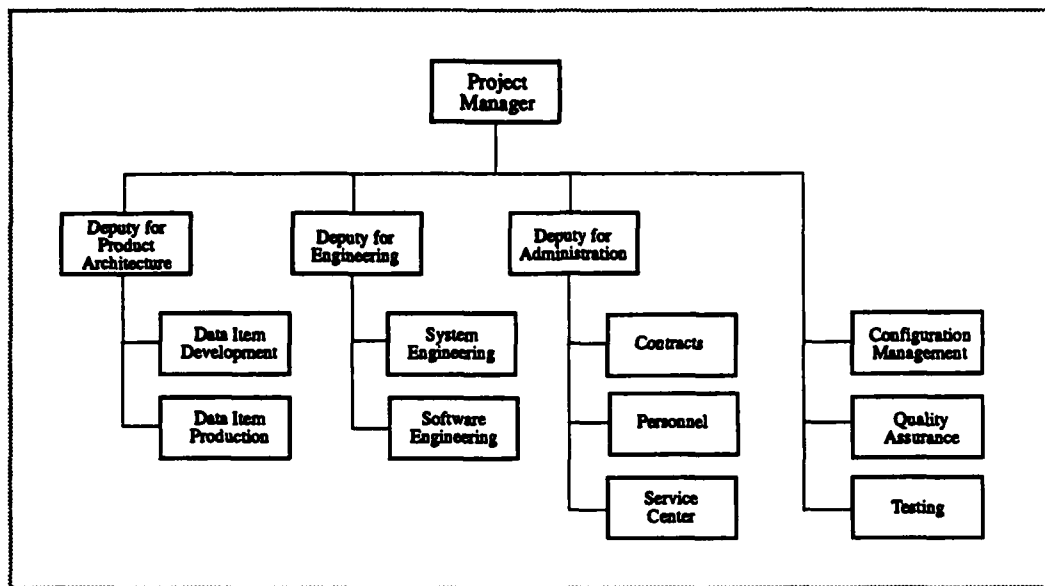 Project
Manager
Deputy for
Product
Architecture
Deputy for
Engineering
Deputy for
Administration
Data Item
Development
System
Engineering
Contracts
Configuration
Management
Data Item
Production
Software
Engineering
Personnel
Quality
Assurance
Service
Center
Testing